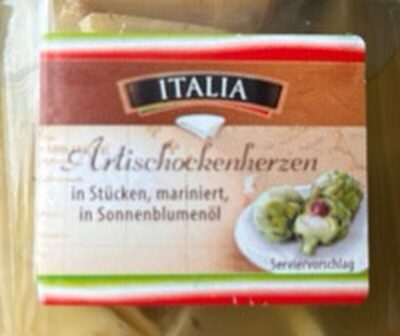 ITALIA
Artischockenherzen
in Stücken, mariniert,
in Sonnenblumenöl
Serviervorschlag